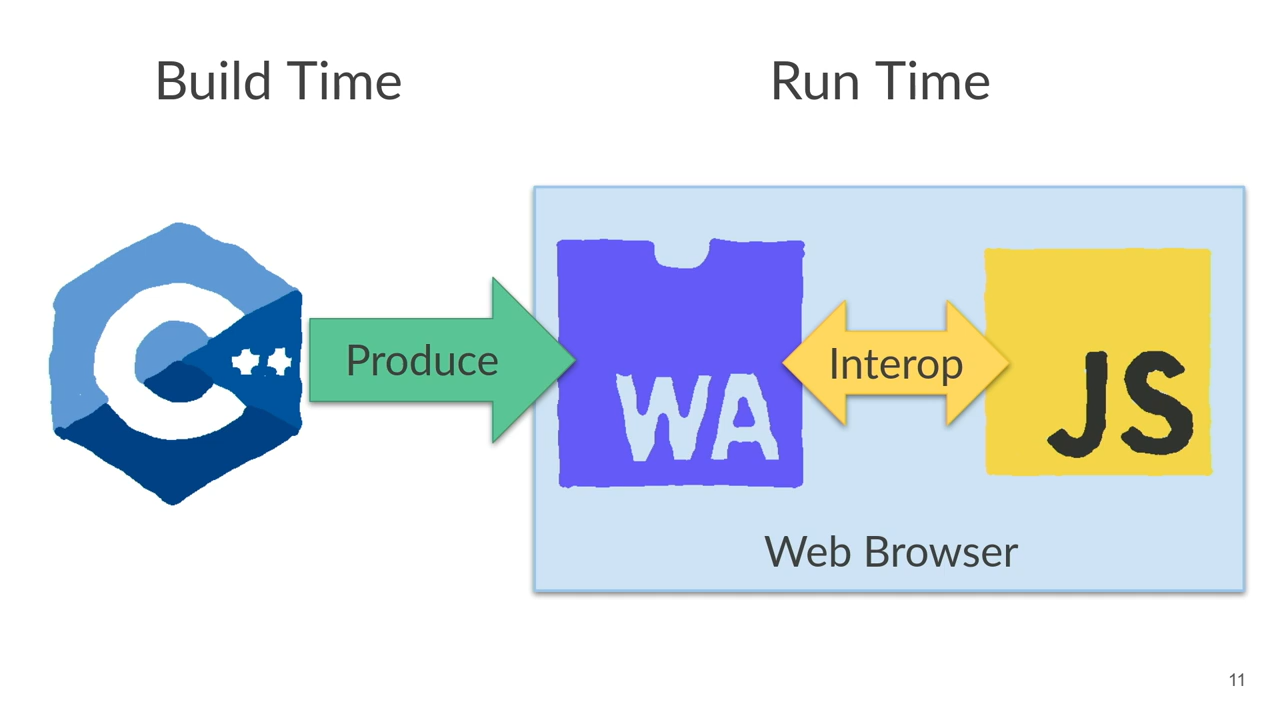 Build Time
Run Time
C++
Produce
WA
Interop
JS
Web Browser
11